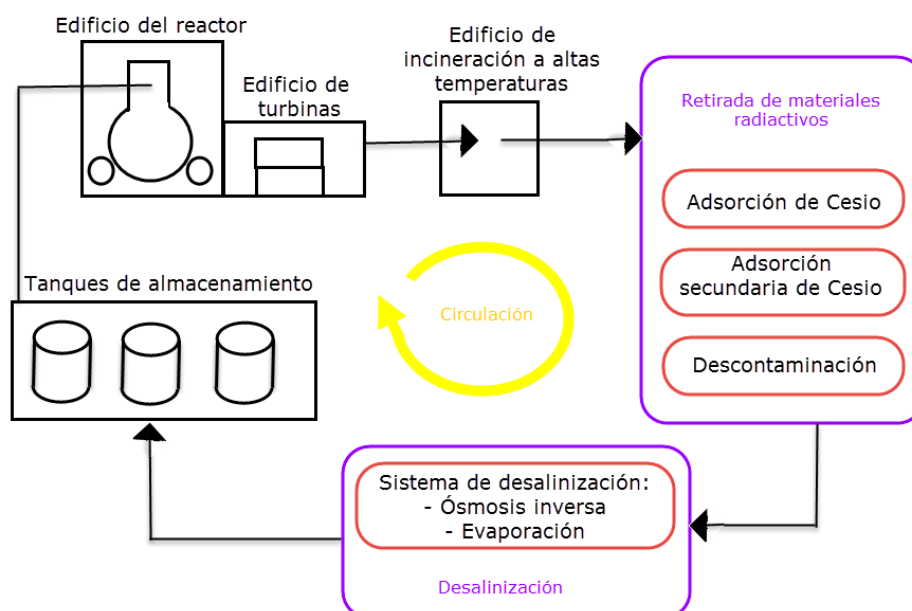 Edificio del reactor
Edificio de
turbinas
Edificio de
incineración a altas
temperaturas
Retirada de materiales
radiactivos
Adsorción de Cesio
Adsorción
secundaria de Cesio
Descontaminación
Tanques de almacenamiento
Circulación
Sistema de desalinización:
- Ósmosis inversa
- Evaporación
Desalinización